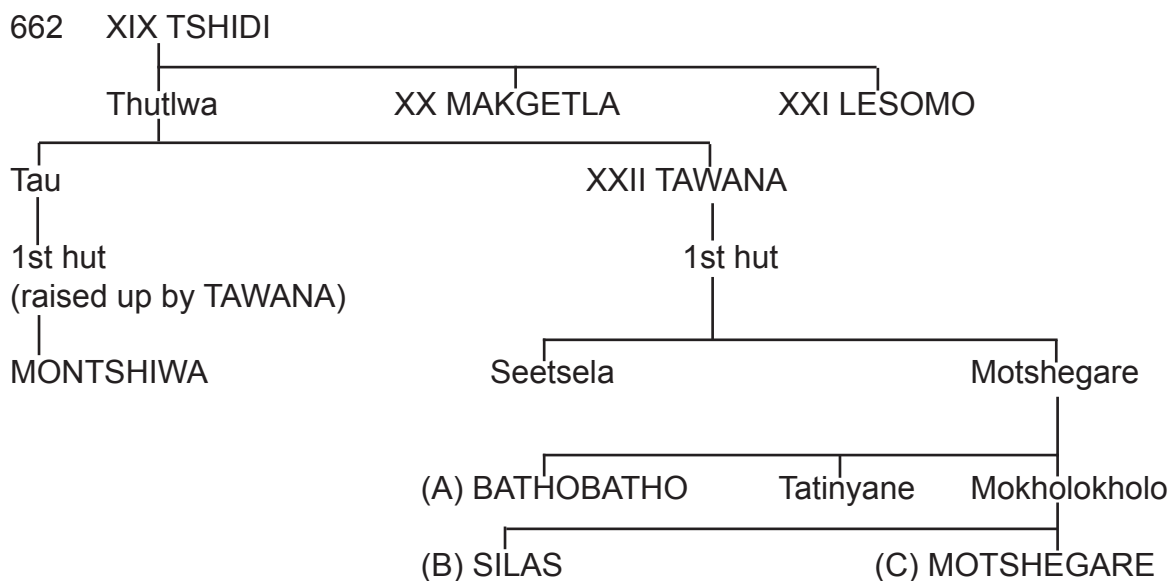 662 XIX TSHIDI
Thutlwa XX MAKGETLA XXI LESOMO
Tau XXII TAWANA
1st hut 1st hut
(raised up by TAWANA)
MONTSHIWA Seetsela Motshegare
(A) BATHOBATHO Tatinyane Mokholokholo
(B) SILAS (C) MOTSHEGARE